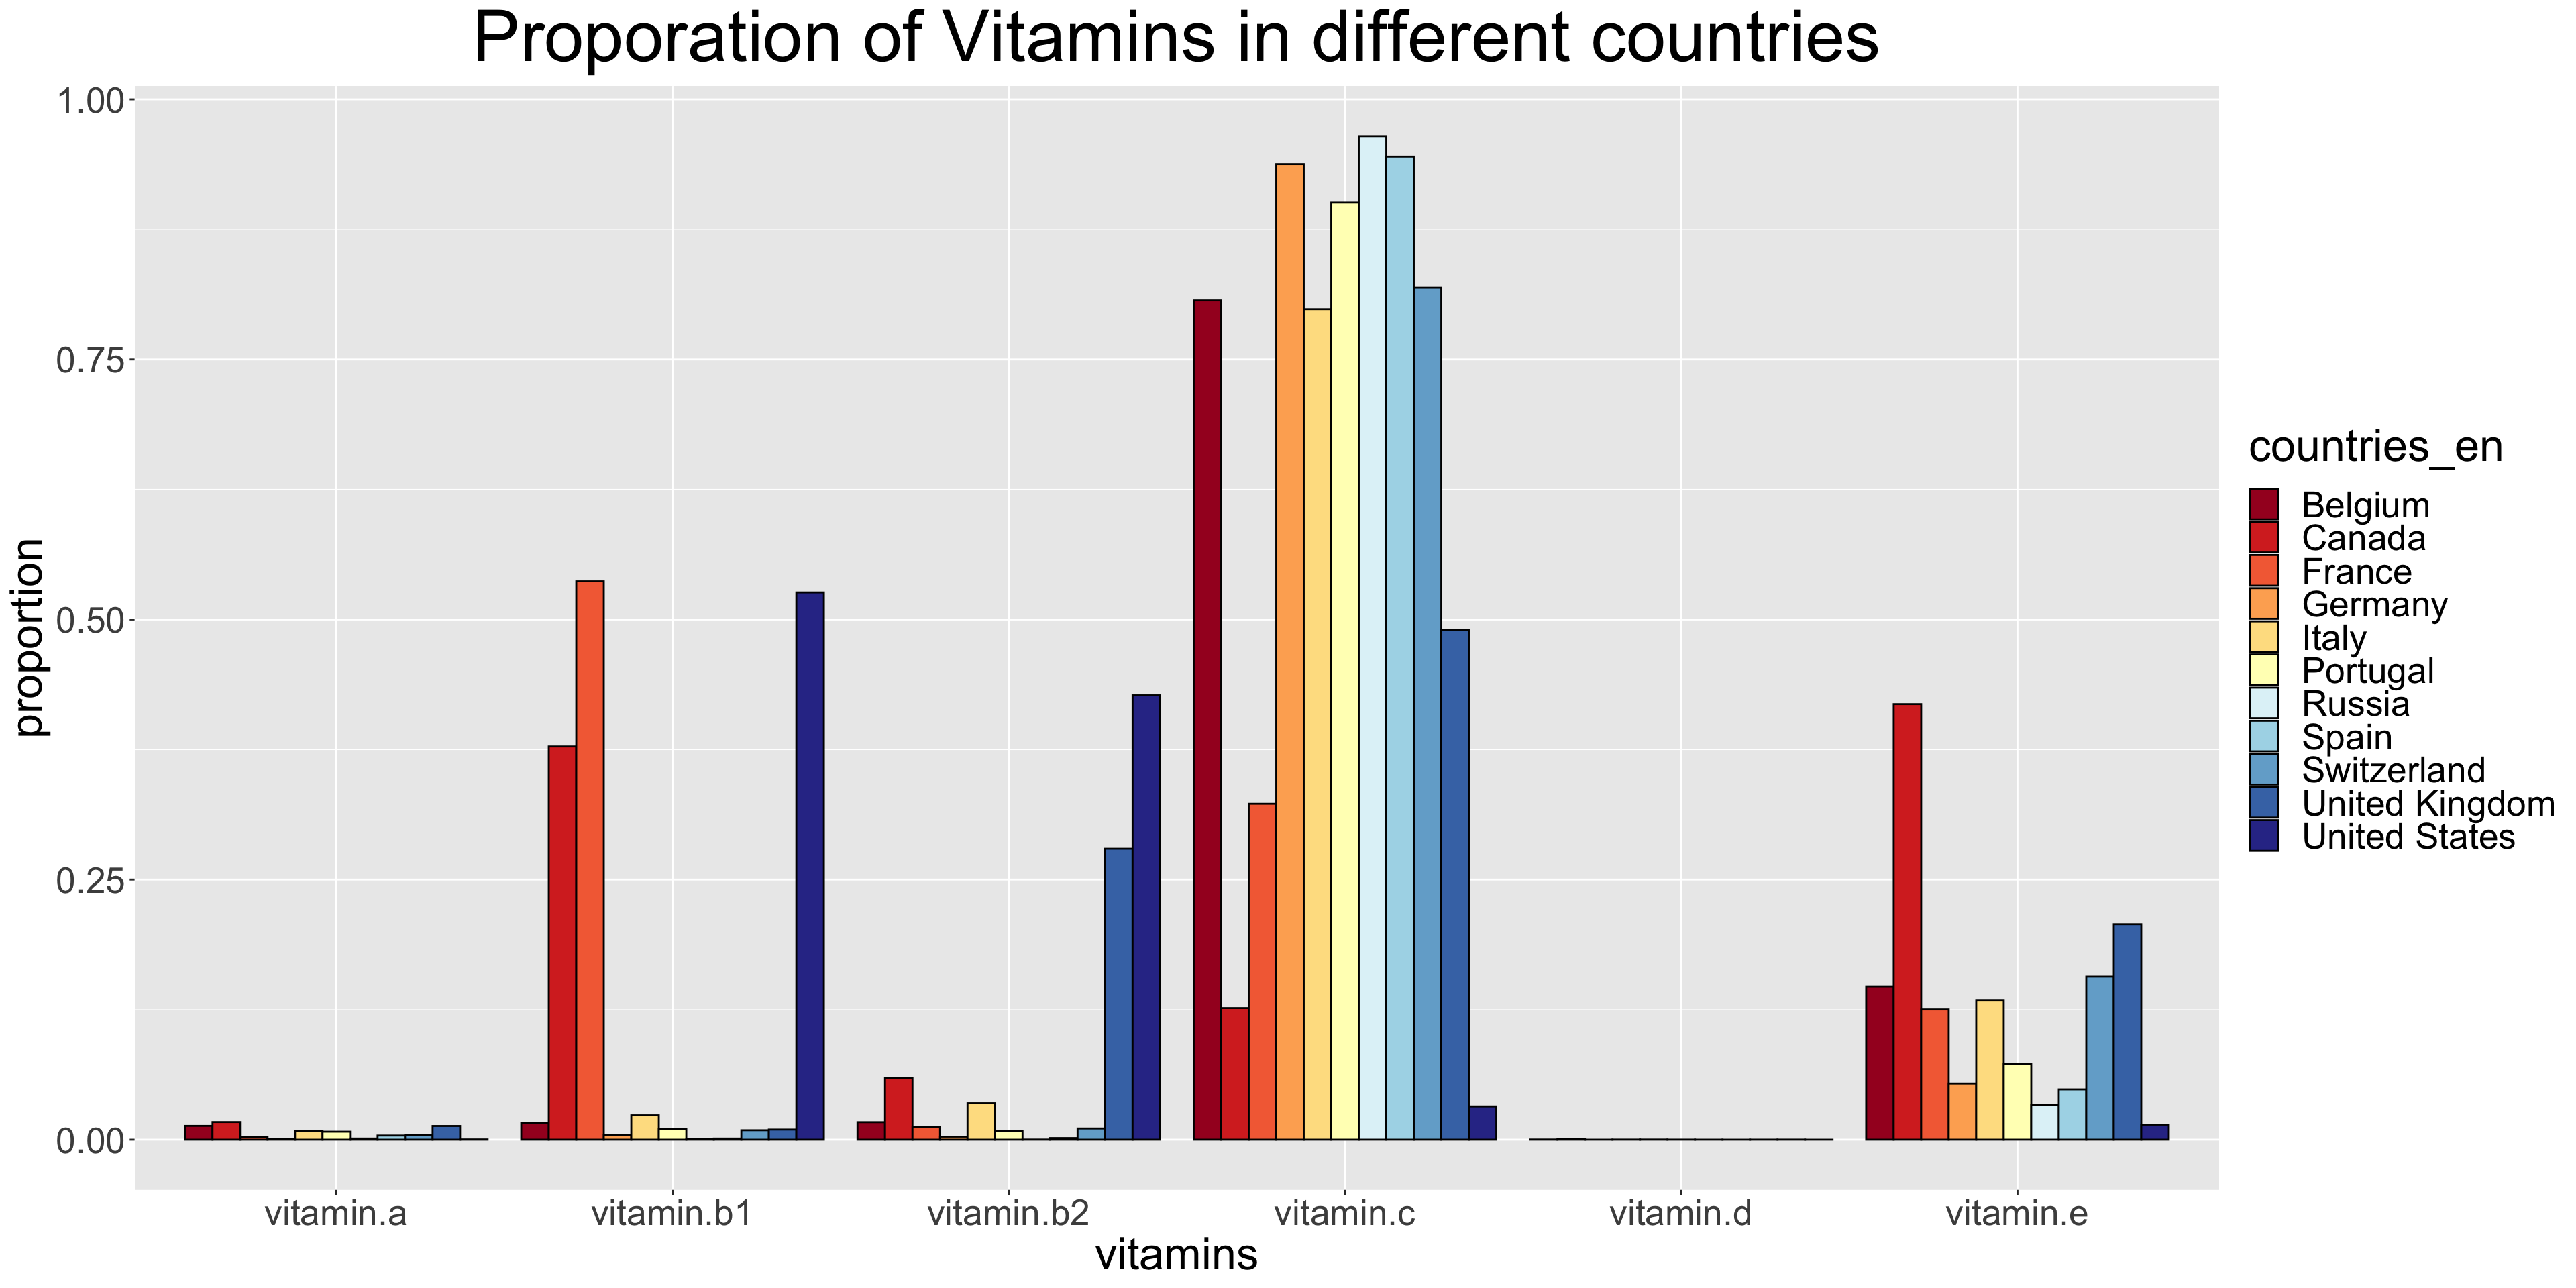 Proporation of Vitamins in different countries
proportion
1.00
0.75
0.50
0.25
0.00
vitamin.a
vitamin.b1
vitamin.b2
vitamin.c
vitamin.d
vitamin.e
vitamins
countries_en
Belgium
Canada
France
Germany
Italy
Portugal
Russia
Spain
Switzerland
United Kingdom
United States